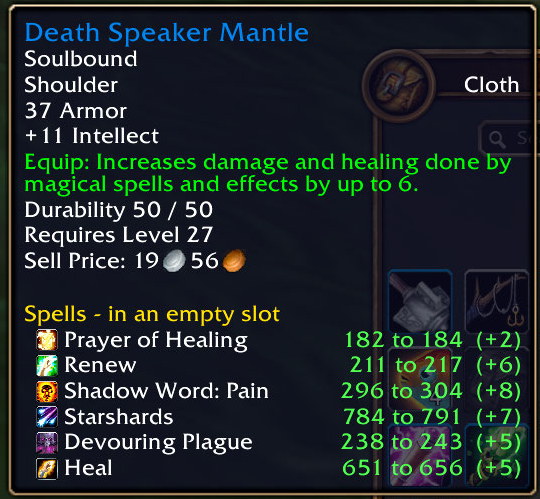 Death Speaker Mantle
Soulbound
Shoulder Cloth
37 Armor
+11 Intellect
Equip: Increases damage and healing done by
magical spells and effects by up to 6.
Durability 50 / 50
Requires Level 27
Sell Price: 19 56
Spells - in an empty slot
Prayer of Healing 182 to 184 (+2)
Renew 211 to 217 (+6)
Shadow Word: Pain 296 to 304 (+8)
Starshards 784 to 791 (+7)
Devouring Plague 238 to 243 (+5)
Heal 651 to 656 (+5)